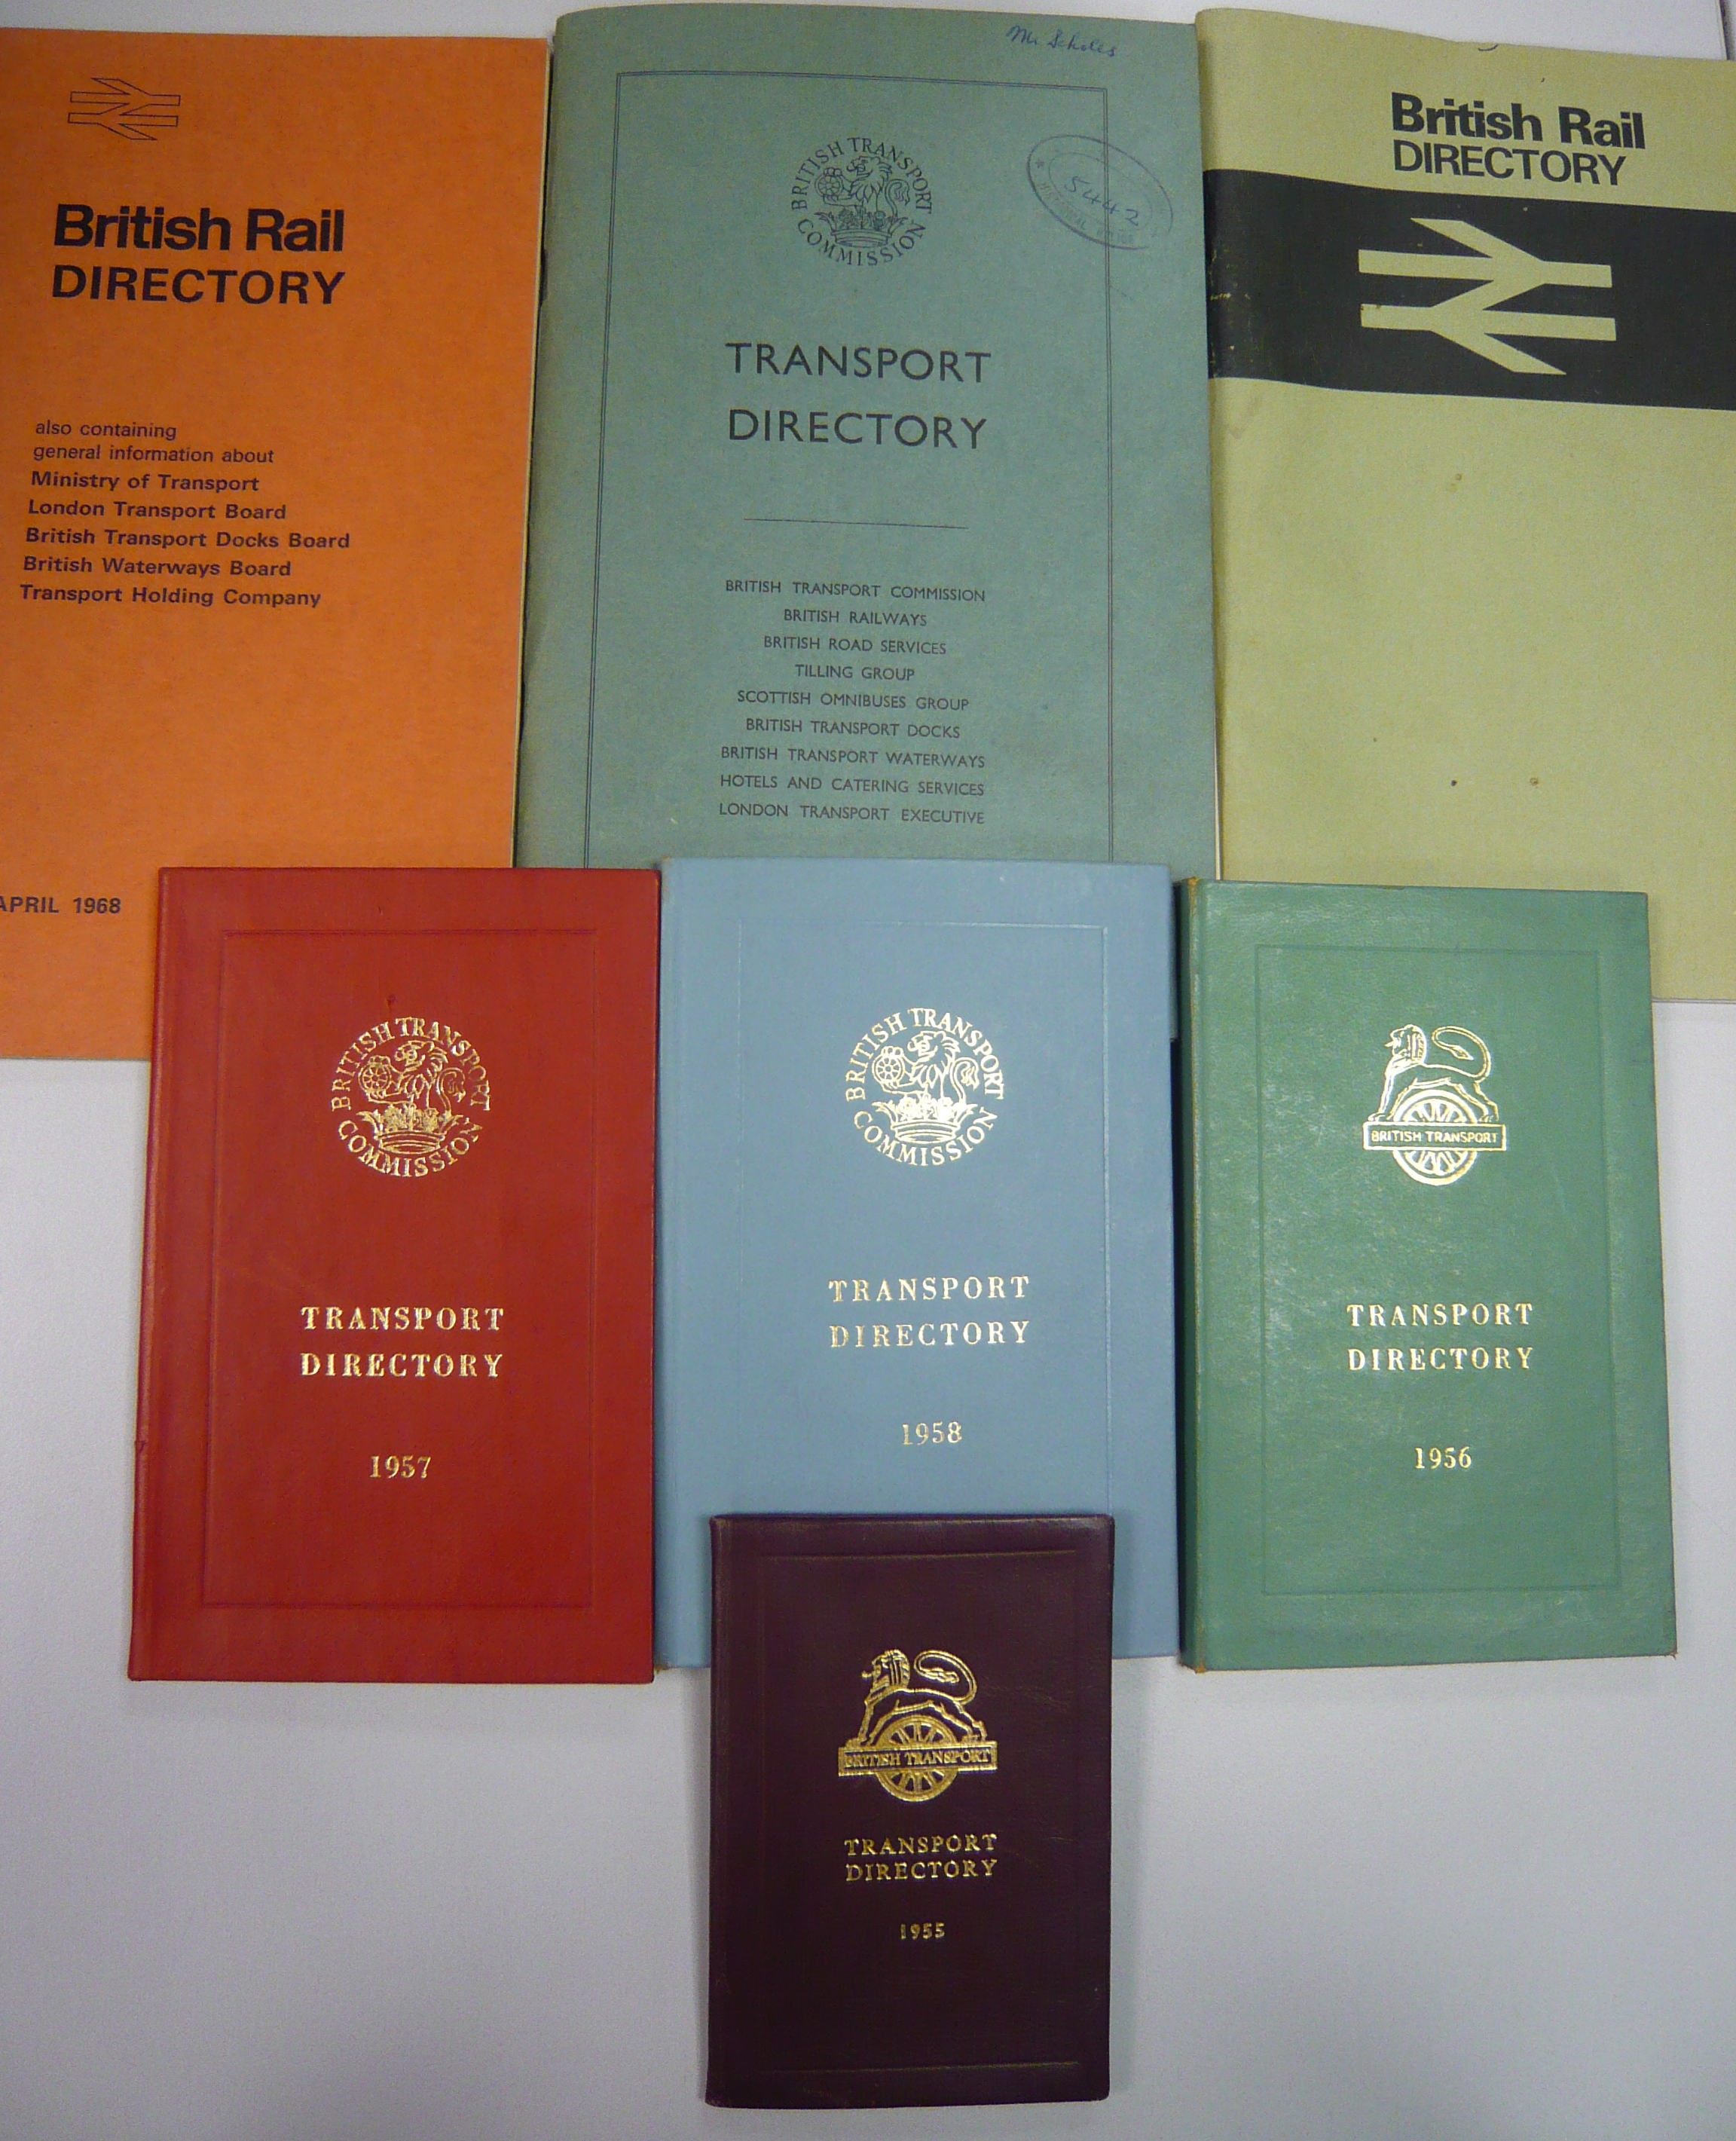 British Rail
DIRECTORY
also containing
general information about
Ministry of Transport
London Transport Board
British Transport Docks Board
British Waterways Board
Transport Holding Company
APRIL 1968
Mr Scholes
BRITISH TRANSPORT COMMISSION
5442
TRANSPORT
DIRECTORY
BRITISH TRANSPORT COMMISSION
BRITISH RAILWAYS
BRITISH ROAD SERVICES
TILLING GROUP
SCOTTISH OMNIBUSES GROUP
BRITISH TRANSPORT DOCKS
BRITISH TRANSPORT WATERWAYS
HOTELS AND CATERING SERVICES
LONDON TRANSPORT EXECUTIVE
British Rail
DIRECTORY
BRITISH TRANSPORT COMMISSION
TRANSPORT
DIRECTORY
1957
BRITISH TRANSPORT COMMISSION
TRANSPORT
DIRECTORY
1958
BRITISH TRANSPORT
TRANSPORT
DIRECTORY
1956
BRITISH TRANSPORT
TRANSPORT
DIRECTORY
1955